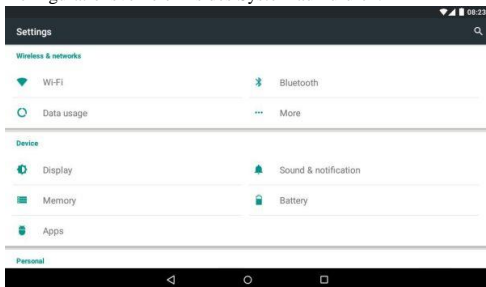 08:23
Settings
Wireless & networks
Wi-Fi
Bluetooth
Data usage
More
Device
Display
Sound & notification
Memory
Battery
Apps
Personal